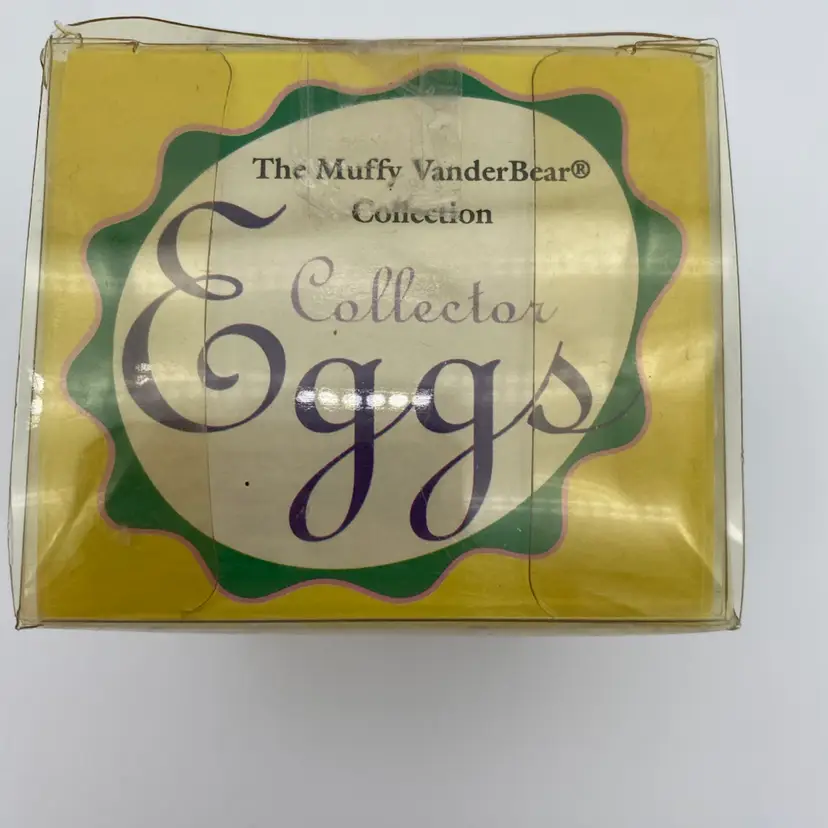 The Muffy VanderBear®
Collection
Collector
Eggs